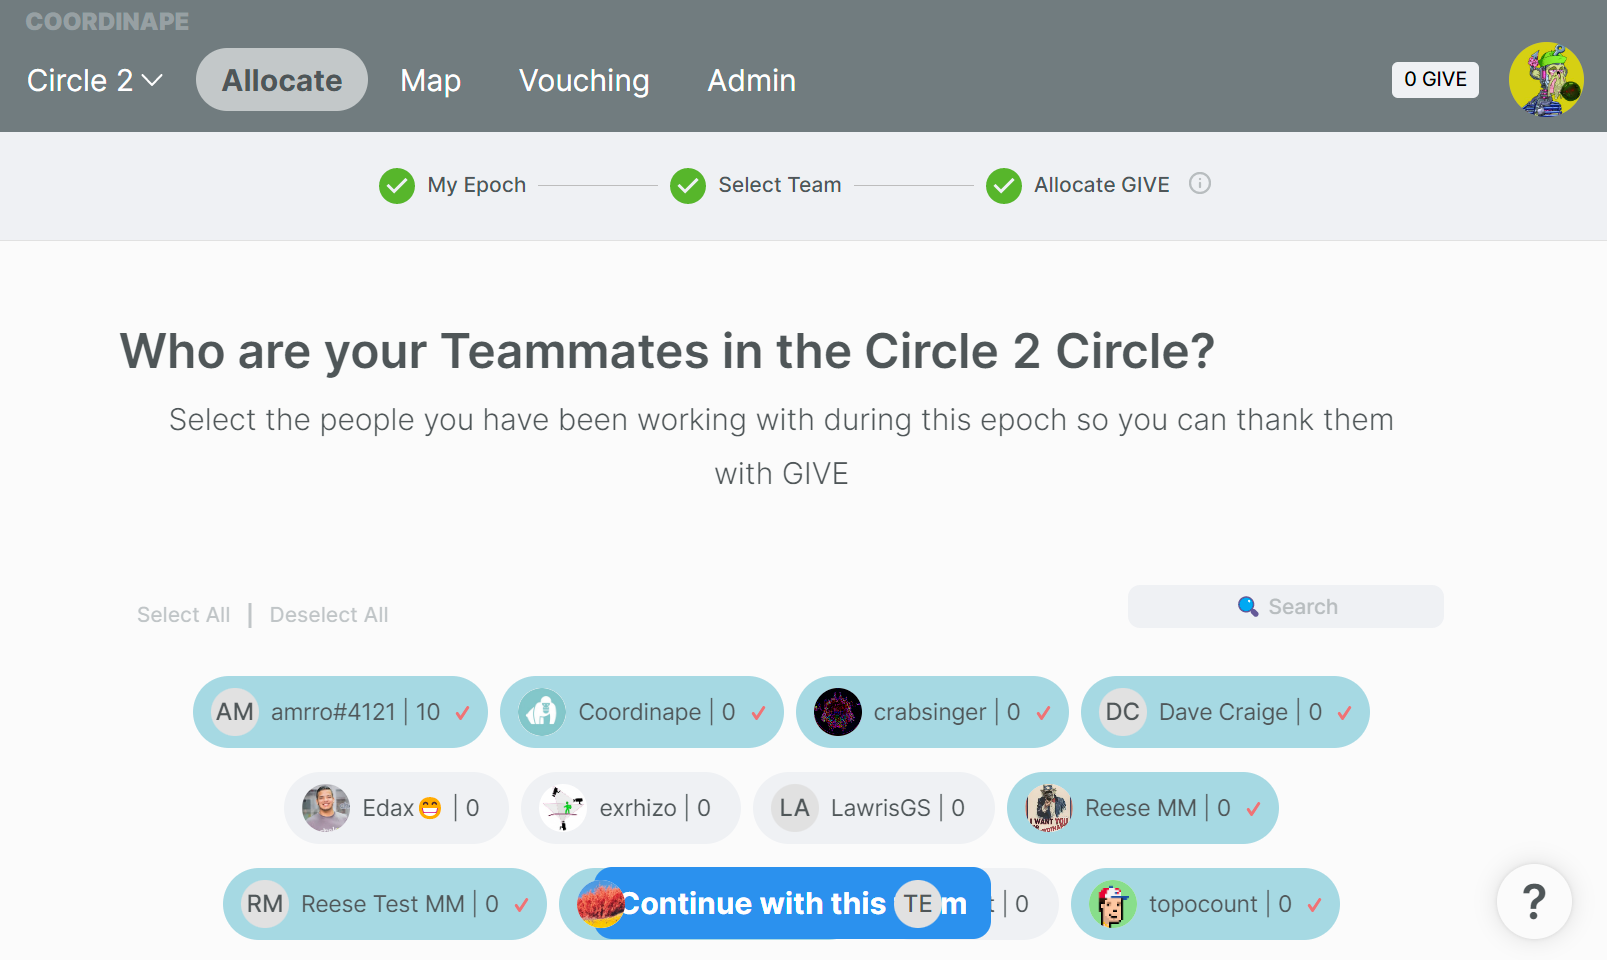 COORDINAPE
Circle 2 Allocate Map Vouching Admin 0 GIVE
My Epoch Select Team Allocate GIVE
Who are your Teammates in the Circle 2 Circle?
Select the people you have been working with during this epoch so you can thank them
with GIVE
Select All | Deselect All
Search
AM amrro#4121 | 10
Coordinape | 0
crabsinger | 0
DC Dave Craige | 0
Edax😁 | 0
exrhizo | 0
LA LawrisGS | 0
I WANT YOU
Reese MM | 0
RM Reese Test MM | 0
Continue with this
TE
| 0
topocount | 0
?